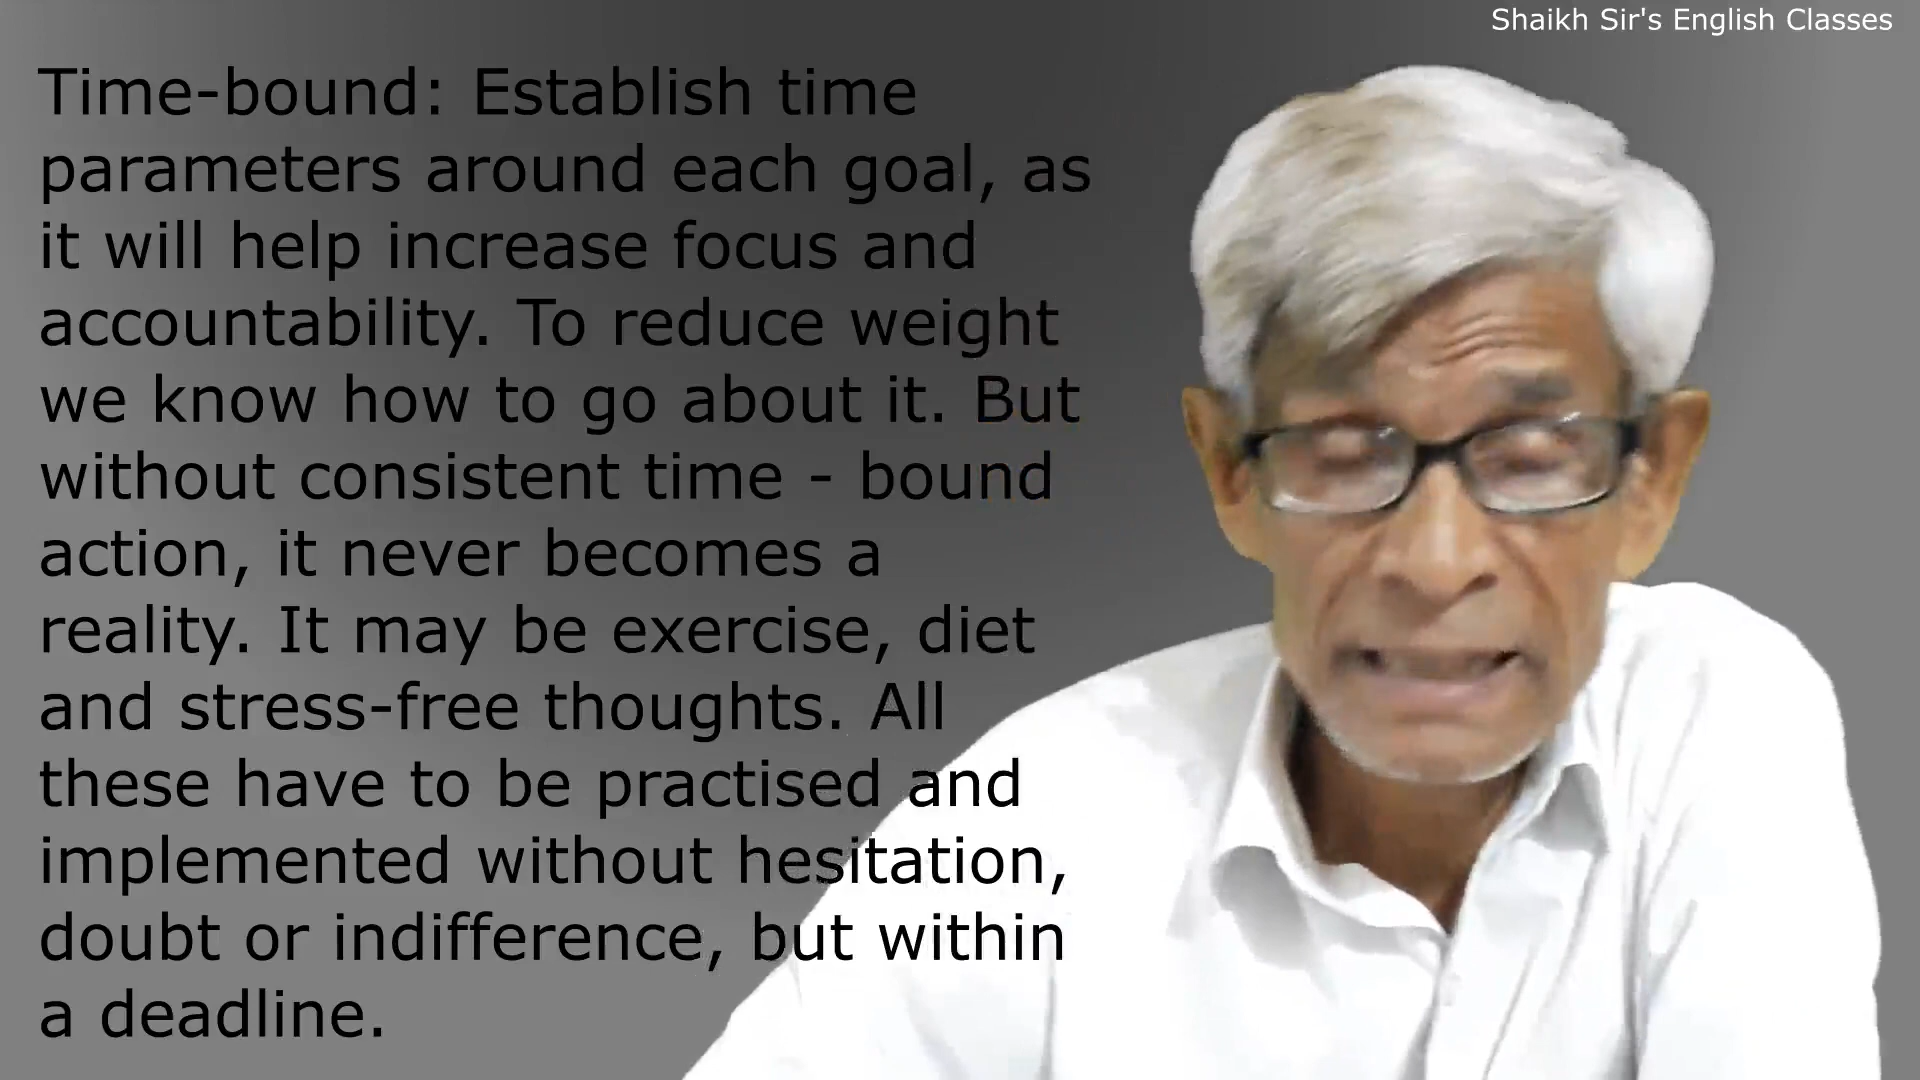 Shaikh Sir's English Classes
Time-bound: Establish time
parameters around each goal, as
it will help increase focus and
accountability. To reduce weight
we know how to go about it. But
without consistent time - bound
action, it never becomes a
reality. It may be exercise, diet
and stress-free thoughts. All
these have to be practised and
implemented without hesitation,
doubt or indifference, but within
a deadline.